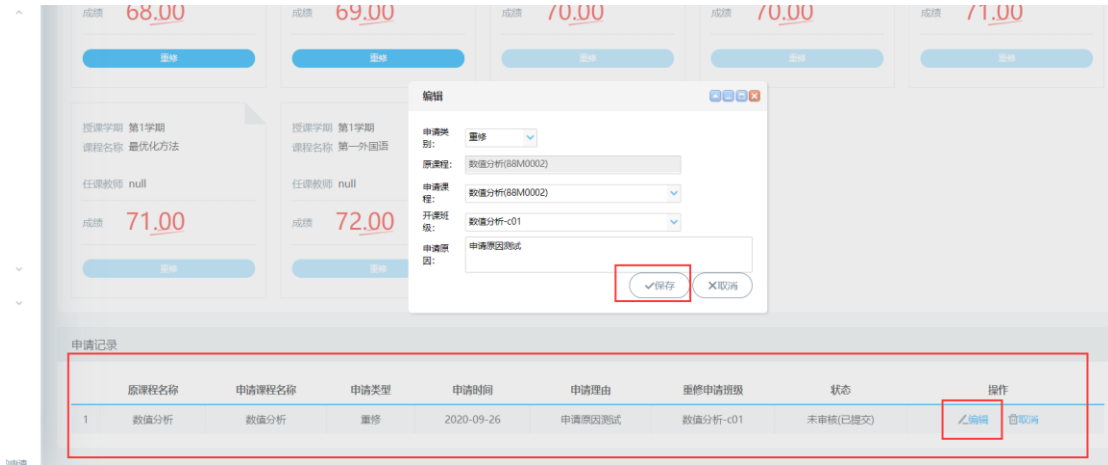 成绩 68.00 成绩 69.00 成绩 70.00 成绩 70.00 成绩 71.00
重修 重修 重修 重修 重修
编辑
授课学期 第1学期 授课学期 第1学期
课程名称 最优化方法 课程名称 第一外国语
任课教师 null 任课教师 null
成绩 71.00 成绩 72.00
重修 重修
申请类别: 重修
原课程: 数值分析(88M0002)
申请课程: 数值分析(88M0002)
开课班级: 数值分析-c01
申请原因: 申请原因测试
保存 取消
申请记录
原课程名称 申请课程名称 申请类型 申请时间 申请理由 重修申请班级 状态 操作
1 数值分析 数值分析 重修 2020-09-26 申请原因测试 数值分析-c01 未审核(已提交) 编辑 取消